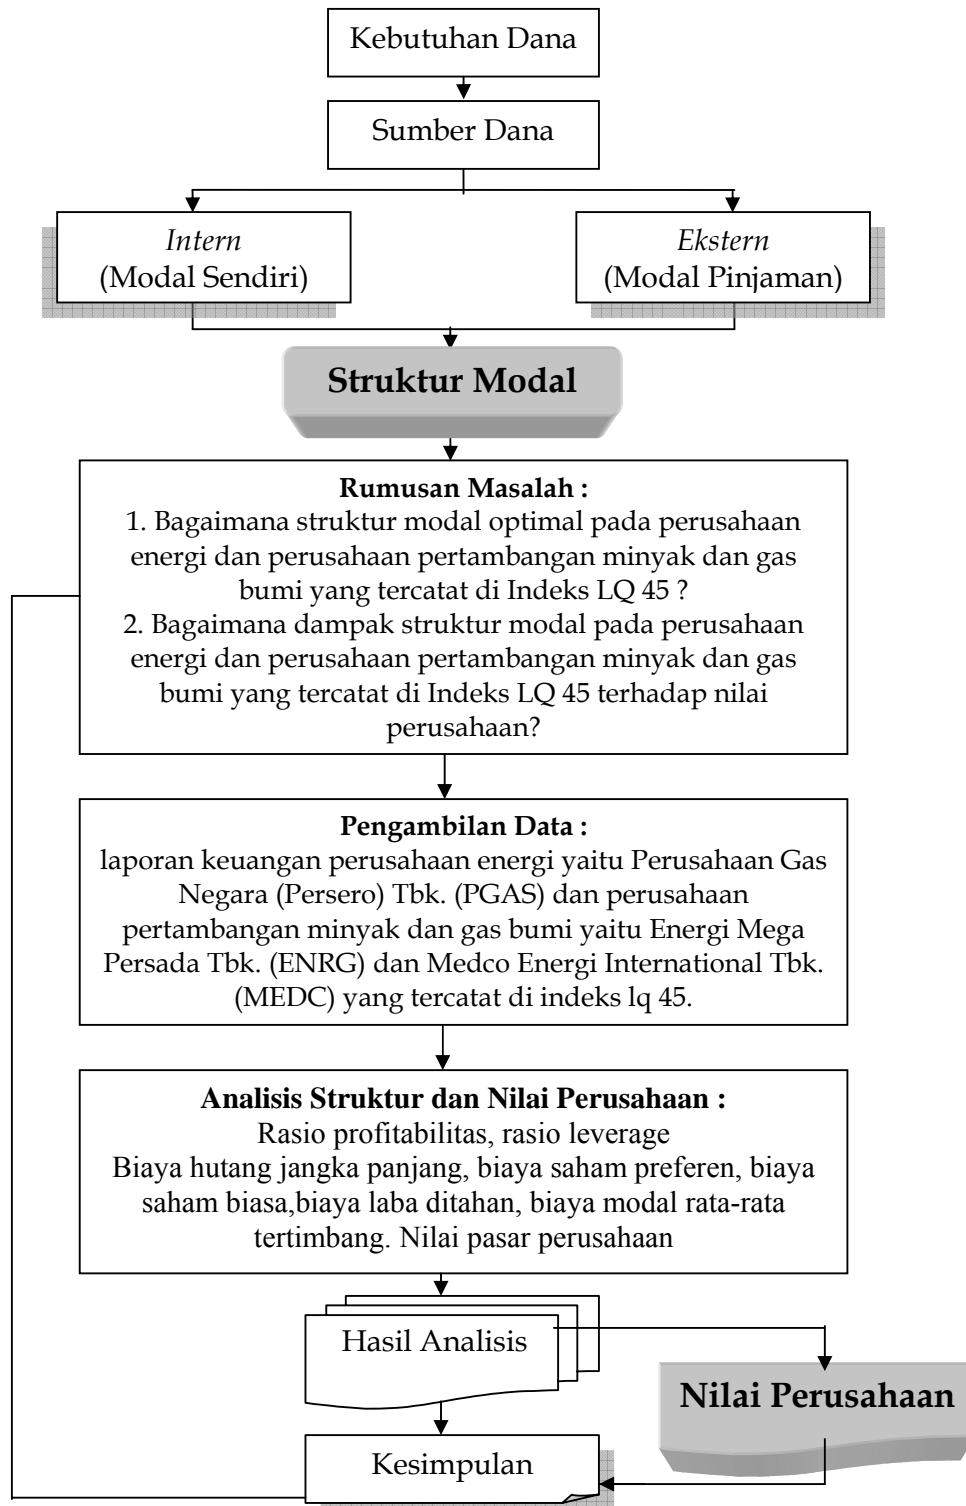 Kebutuhan Dana
Sumber Dana
Intern
(Modal Sendiri)
Ekstern
(Modal Pinjaman)
Struktur Modal
Rumusan Masalah :
1. Bagaimana struktur modal optimal pada perusahaan
energi dan perusahaan pertambangan minyak dan gas
bumi yang tercatat di Indeks LQ 45 ?
2. Bagaimana dampak struktur modal pada perusahaan
energi dan perusahaan pertambangan minyak dan gas
bumi yang tercatat di Indeks LQ 45 terhadap nilai
perusahaan?
Pengambilan Data :
laporan keuangan perusahaan energi yaitu Perusahaan Gas
Negara (Persero) Tbk. (PGAS) dan perusahaan
pertambangan minyak dan gas bumi yaitu Energi Mega
Persada Tbk. (ENRG) dan Medco Energi International Tbk.
(MEDC) yang tercatat di indeks lq 45.
Analisis Struktur dan Nilai Perusahaan :
Rasio profitabilitas, rasio leverage
Biaya hutang jangka panjang, biaya saham preferen, biaya
saham biasa,biaya laba ditahan, biaya modal rata-rata
tertimbang. Nilai pasar perusahaan
Hasil Analisis
Nilai Perusahaan
Kesimpulan